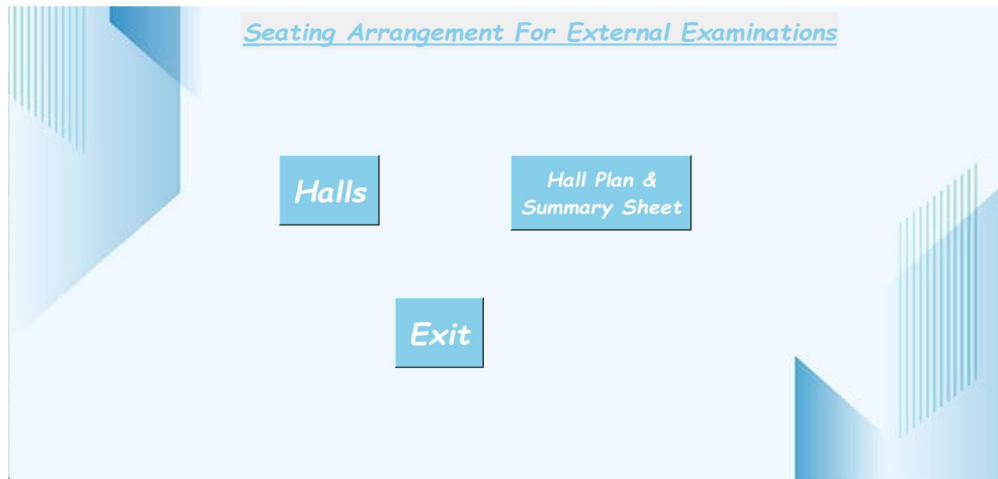 Seating Arrangement For External Examinations
Halls
Hall Plan &
Summary Sheet
Exit